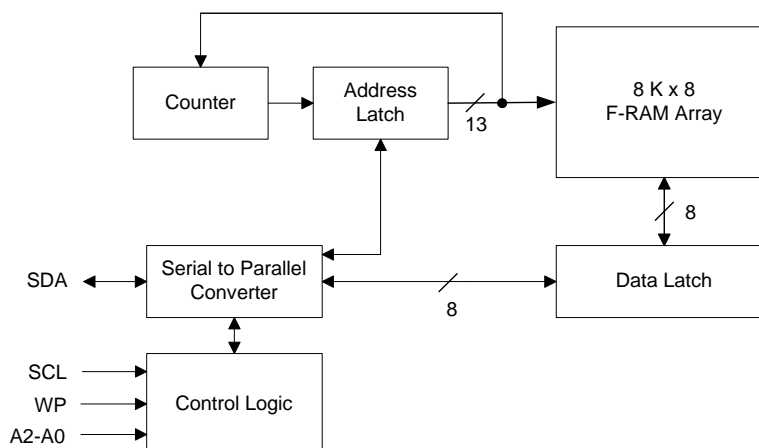 Counter
Address
Latch
13
8 K x 8
F-RAM Array
8
SDA
Serial to Parallel
Converter
8
Data Latch
SCL
WP
A2-A0
Control Logic